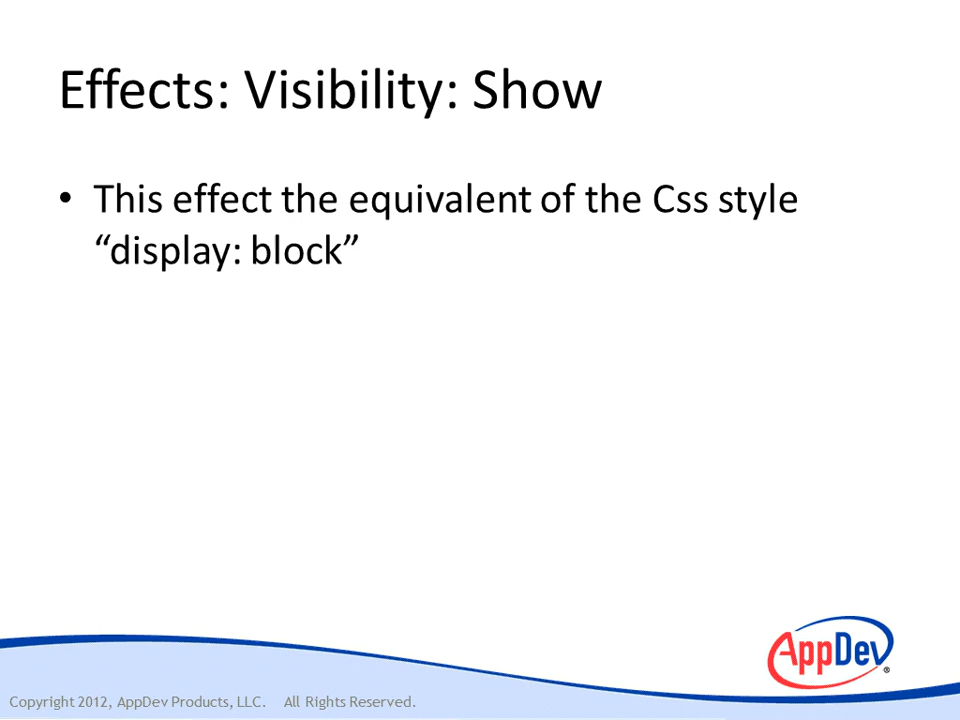 Effects: Visibility: Show
• This effect the equivalent of the Css style
“display: block”
AppDev®
Copyright 2012, AppDev Products, LLC. All Rights Reserved.